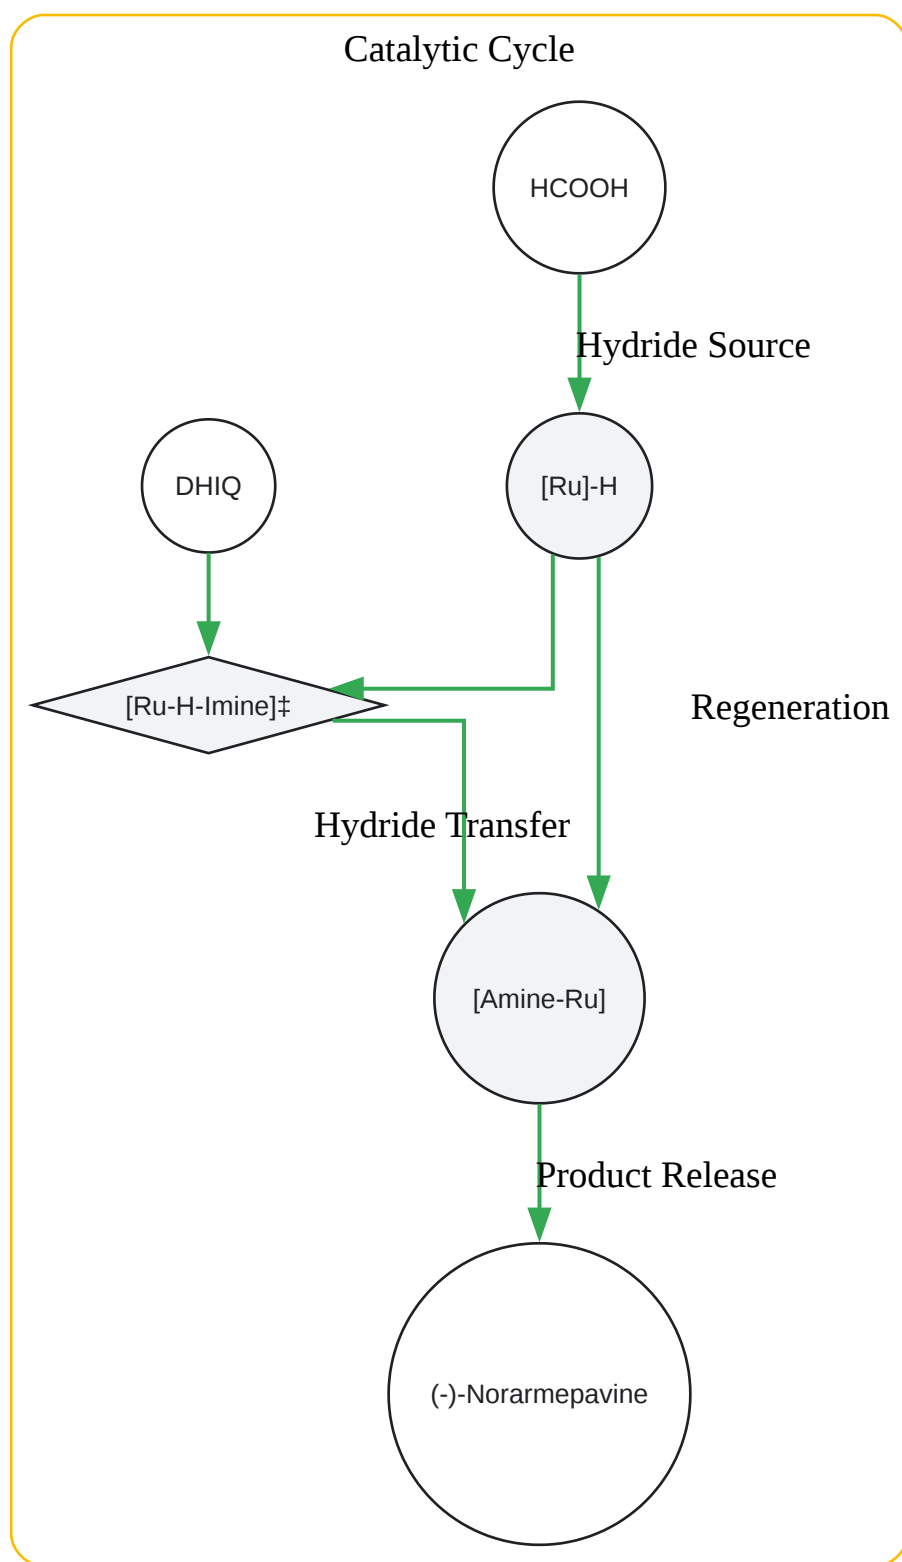 Catalytic Cycle
HCOOH
Hydride Source
DHIQ
[Ru]-H
[Ru-H-Imine]‡
Regeneration
Hydride Transfer
[Amine-Ru]
Product Release
(-)-Norarmepavine